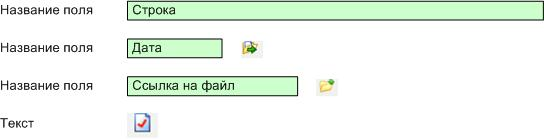 Название поля Строка
Название поля Дата
Название поля Ссылка на файл
Текст